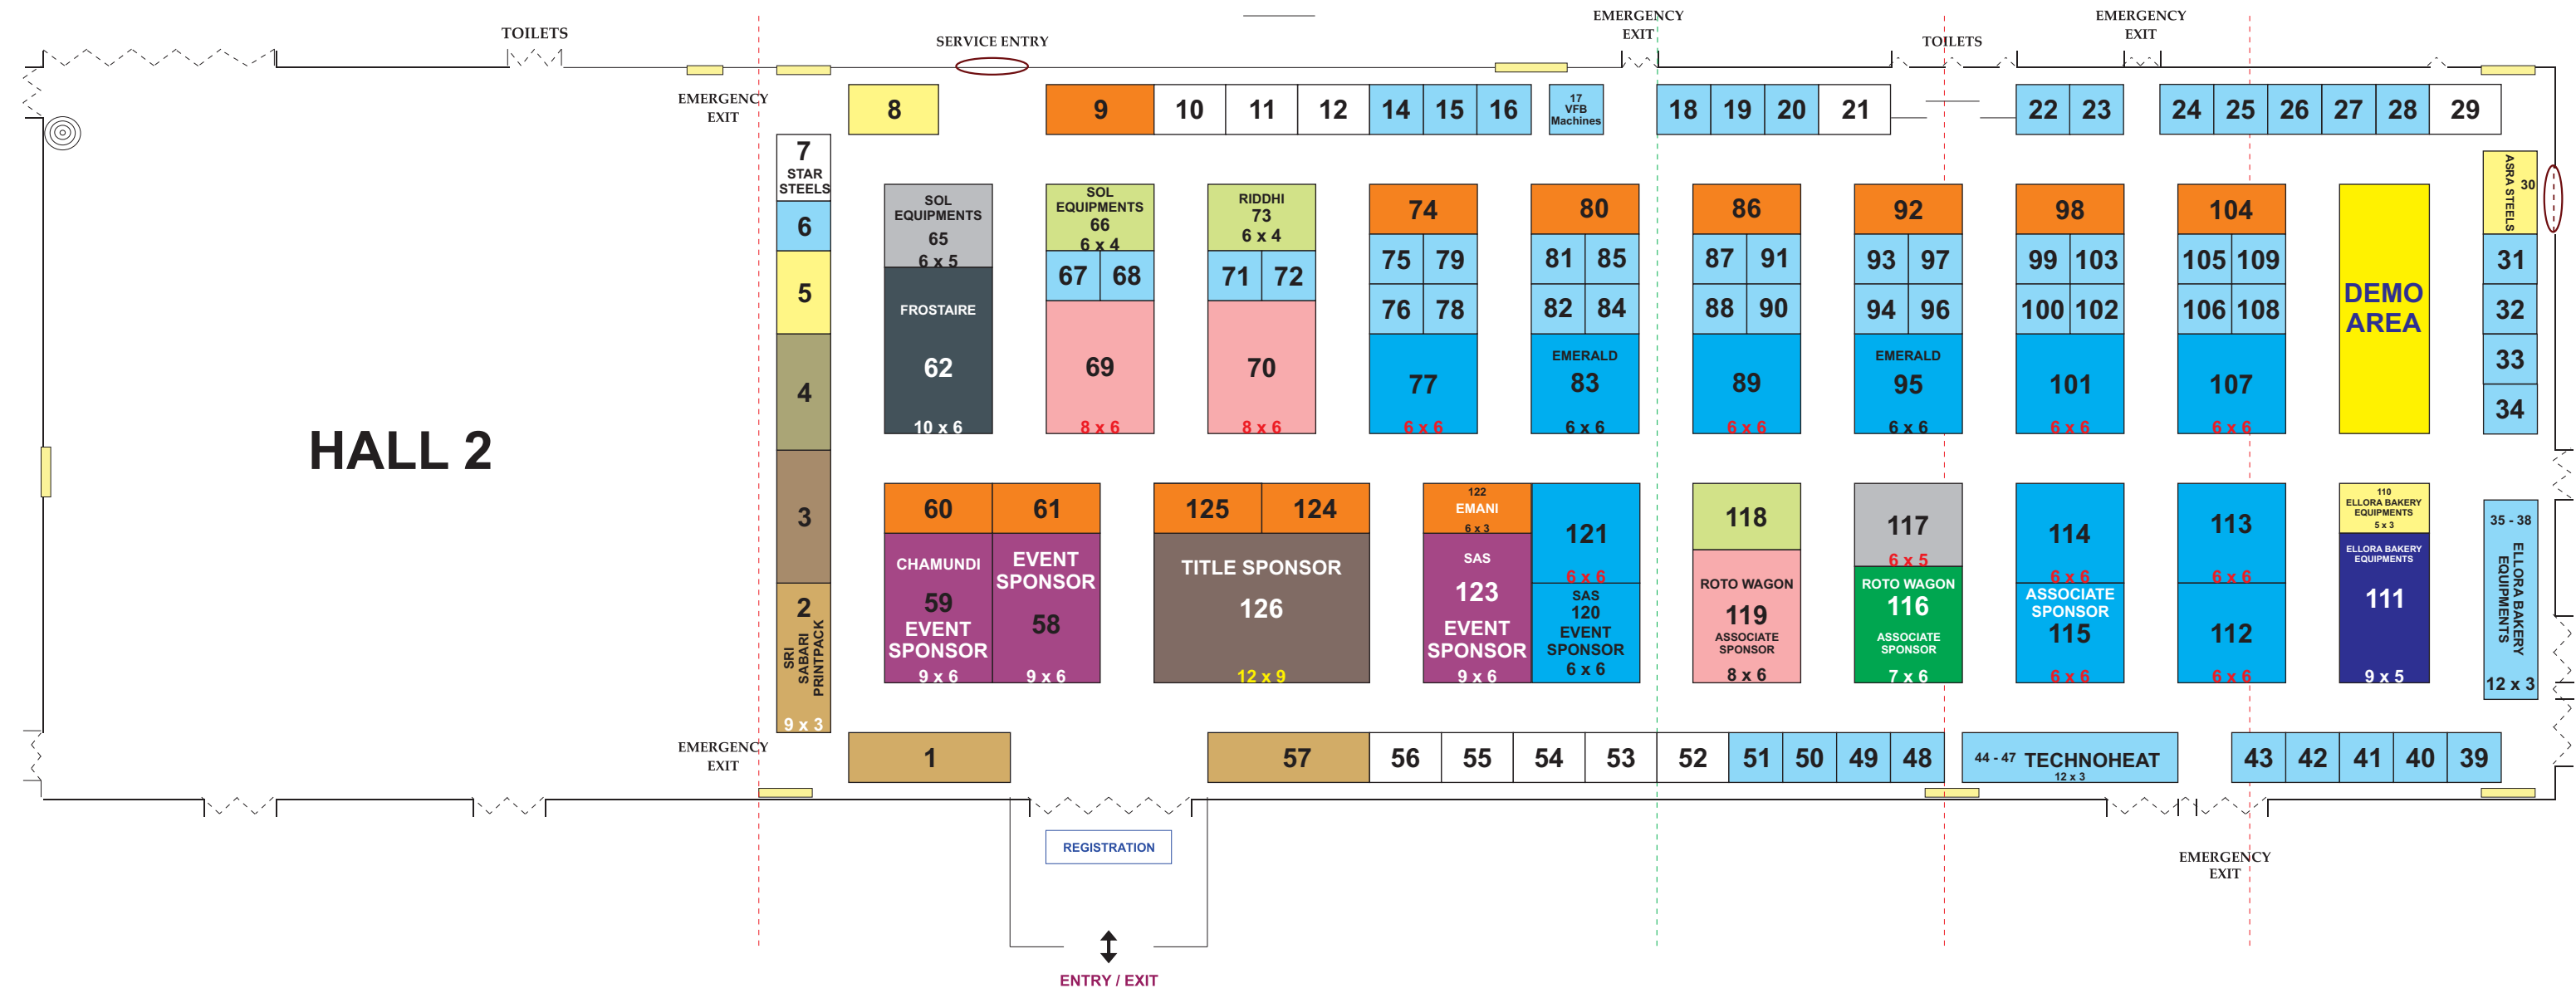 EMERGENCY
EXIT
EMERGENCY
EXIT
TOILETS
SERVICE ENTRY
TOILETS
EMERGENCY
EXIT
8
9
10
11
12
14
15
16
17
VFB
Machines
18
19
20
21
22
23
24
25
26
27
28
29
7
STAR
STEELS
6
5
4
3
2
SRI
SABARI
PRINTPACK
9 x 3
SOL
EQUIPMENTS
65
6 x 5
FROSTAIRE
62
10 x 6
SOL
EQUIPMENTS
66
6 x 4
67
68
69
8 x 6
RIDDHI
73
6 x 4
71
72
70
8 x 6
74
75
79
76
78
77
6 x 6
80
81
85
82
84
EMERALD
83
6 x 6
86
87
91
88
90
89
6 x 6
92
93
97
94
96
EMERALD
95
6 x 6
98
99
103
100
102
101
6 x 6
104
105
109
106
108
107
6 x 6
DEMO
AREA
ASRA STEELS
30
31
32
33
34
HALL 2
60
61
CHAMUNDI
59
EVENT
SPONSOR
9 x 6
EVENT
SPONSOR
58
9 x 6
125
124
TITLE SPONSOR
126
12 x 9
122
EMANI
6 x 3
SAS
123
EVENT
SPONSOR
9 x 6
121
6 x 6
SAS
120
EVENT
SPONSOR
6 x 6
118
ROTO WAGON
119
ASSOCIATE
SPONSOR
8 x 6
117
6 x 5
ROTO WAGON
116
ASSOCIATE
SPONSOR
7 x 6
114
6 x 6
ASSOCIATE
SPONSOR
115
6 x 6
113
6 x 6
112
6 x 6
110
ELLORA BAKERY
EQUIPMENTS
5 x 3
ELLORA BAKERY
EQUIPMENTS
111
9 x 5
35 - 38
ELLORA BAKERY
EQUIPMENTS
12 x 3
EMERGENCY
EXIT
1
57
56
55
54
53
52
51
50
49
48
44 - 47 TECHNOHEAT
12 x 3
43
42
41
40
39
REGISTRATION
EMERGENCY
EXIT
ENTRY / EXIT